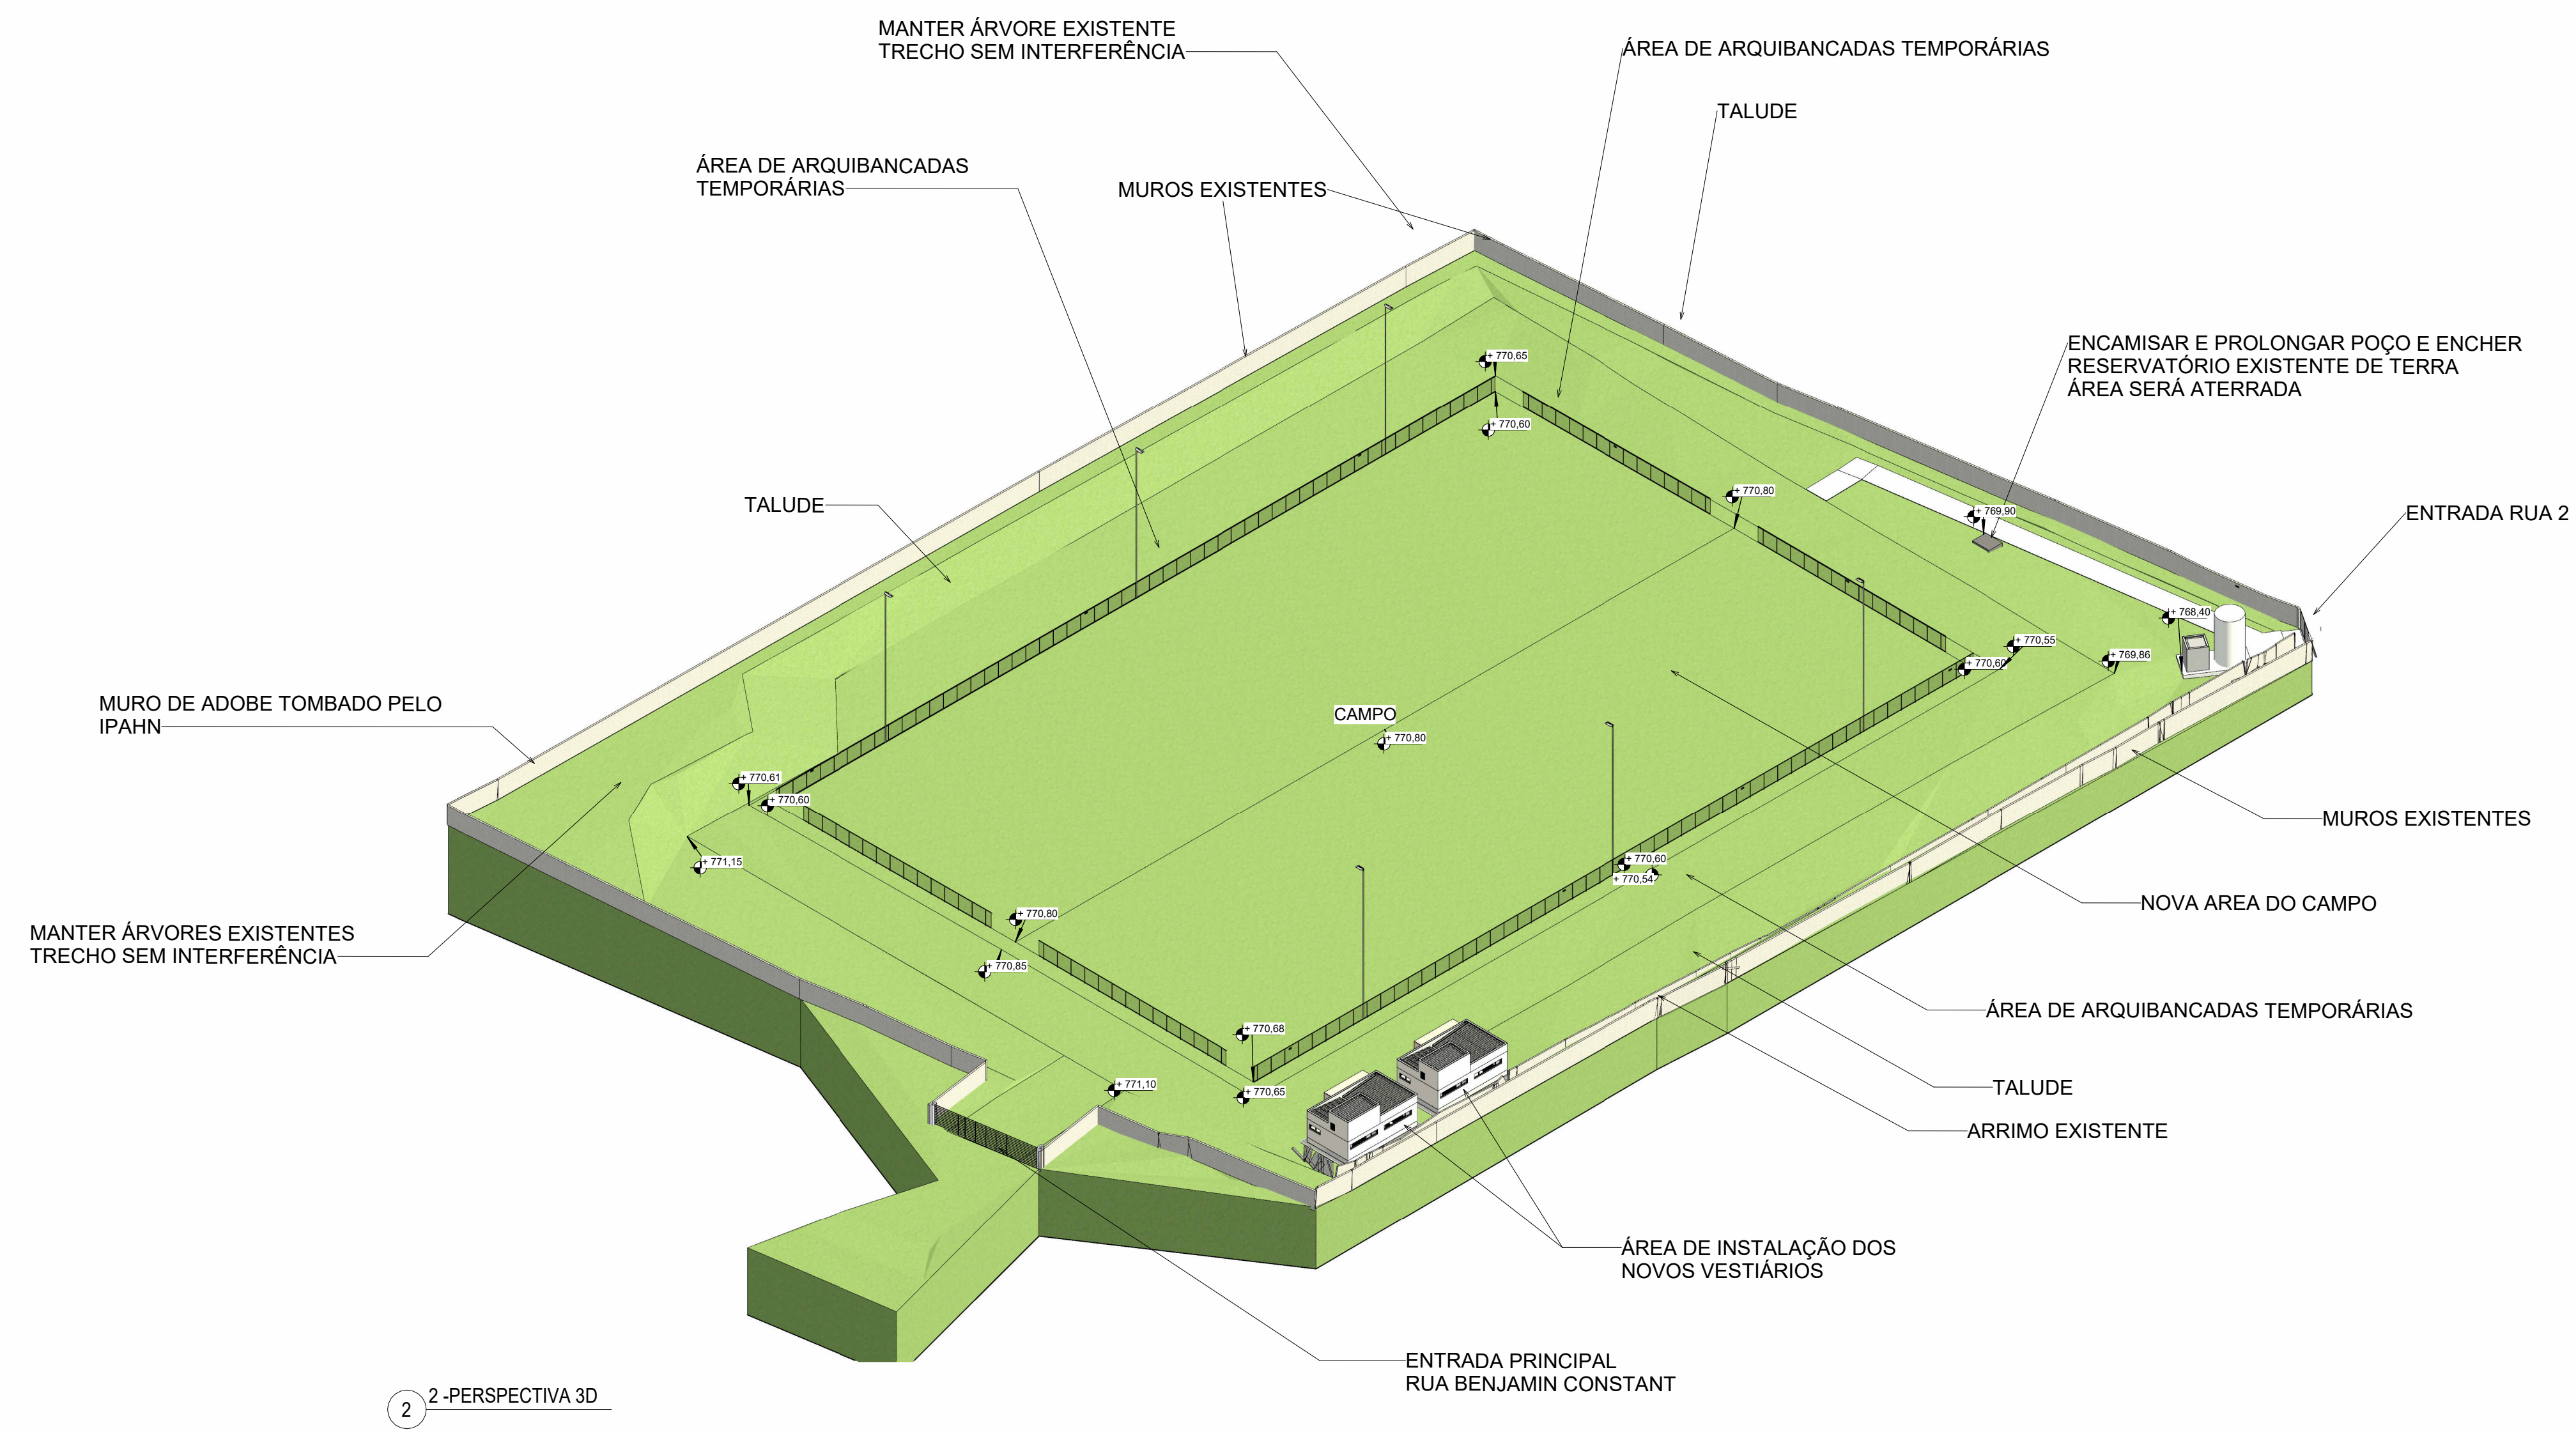 MANTER ÁRVORE EXISTENTE
TRECHO SEM INTERFERÊNCIA
ÁREA DE ARQUIBANCADAS TEMPORÁRIAS
TALUDE
ÁREA DE ARQUIBANCADAS
TEMPORÁRIAS
MUROS EXISTENTES
ENCAMISAR E PROLONGAR POÇO E ENCHER
RESERVATÓRIO EXISTENTE DE TERRA
ÁREA SERÁ ATERRADA
+ 770,65
+ 770,60
+ 770,80
TALUDE
+ 769,90
ENTRADA RUA 2
+ 768,40
+ 770,55
+ 770,60
+ 769,86
MURO DE ADOBE TOMBADO PELO
IPAHN
CAMPO
+ 770,80
+ 770,61
+ 770,60
MUROS EXISTENTES
+ 771,15
+ 770,60
+ 770,54
NOVA AREA DO CAMPO
+ 770,80
MANTER ÁRVORES EXISTENTES
TRECHO SEM INTERFERÊNCIA
+ 770,85
ÁREA DE ARQUIBANCADAS TEMPORÁRIAS
+ 770,68
+ 771,10
+ 770,65
TALUDE
ARRIMO EXISTENTE
ÁREA DE INSTALAÇÃO DOS
NOVOS VESTIÁRIOS
ENTRADA PRINCIPAL
RUA BENJAMIN CONSTANT
2
2 -PERSPECTIVA 3D